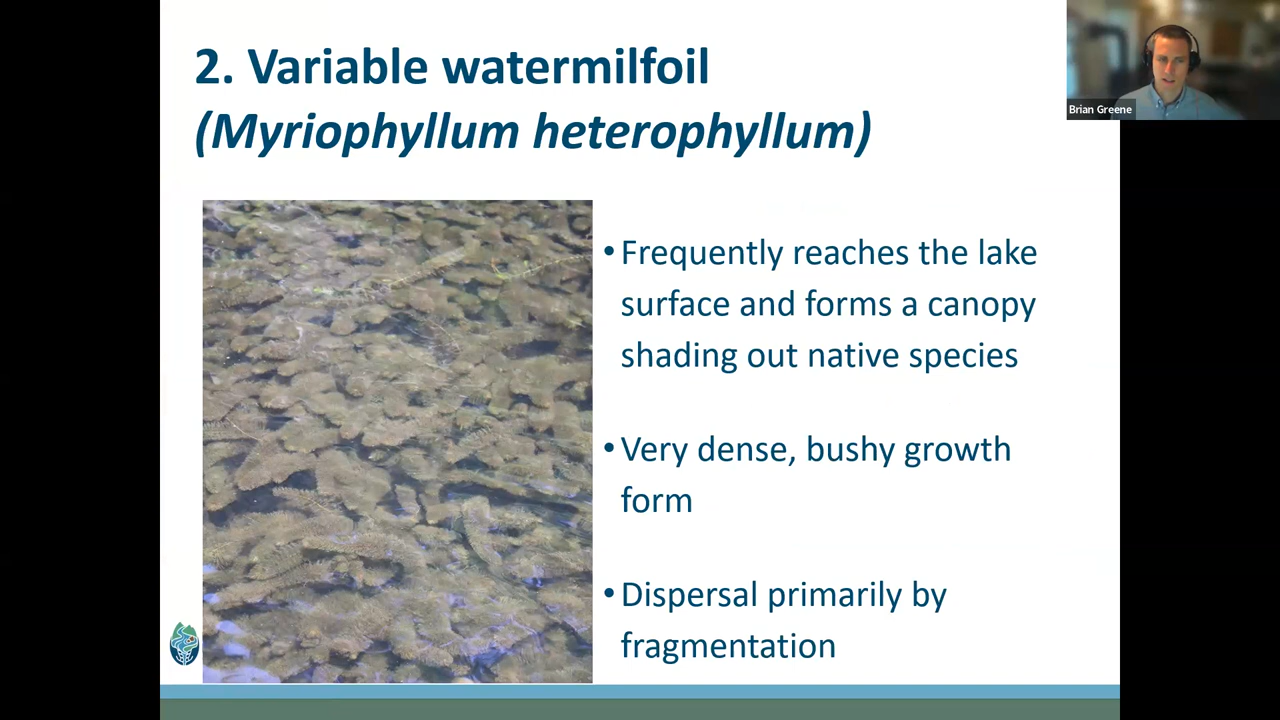 2. Variable watermilfoil
(Myriophyllum heterophyllum)
Brian Greene
•Frequently reaches the lake
surface and forms a canopy
shading out native species
•Very dense, bushy growth
form
•Dispersal primarily by
fragmentation